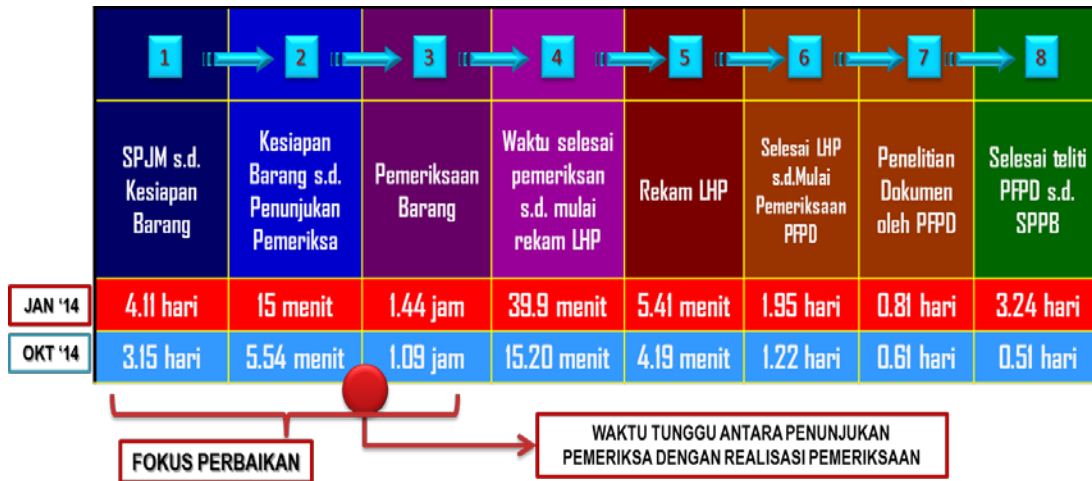 1
2
3
4
5
6
7
8
SPJM s.d.
Kesiapan
Barang
Kesiapan
Barang s.d.
Penunjukan
Pemeriksa
Pemeriksaan
Barang
Waktu selesai
pemeriksan
s.d. mulai
rekam LHP
Rekam LHP
Selesai LHP
s.d.Mulai
Pemeriksaan
PFPD
Penelitian
Dokumen
oleh PFPD
Selesai teliti
PFPD s.d.
SPPB
JAN ‘14
4.11 hari
15 menit
1.44 jam
39.9 menit
5.41 menit
1.95 hari
0.81 hari
3.24 hari
OKT ‘14
3.15 hari
5.54 menit
1.09 jam
15.20 menit
4.19 menit
1.22 hari
0.61 hari
0.51 hari
FOKUS PERBAIKAN
WAKTU TUNGGU ANTARA PENUNJUKAN
PEMERIKSA DENGAN REALISASI PEMERIKSAAN